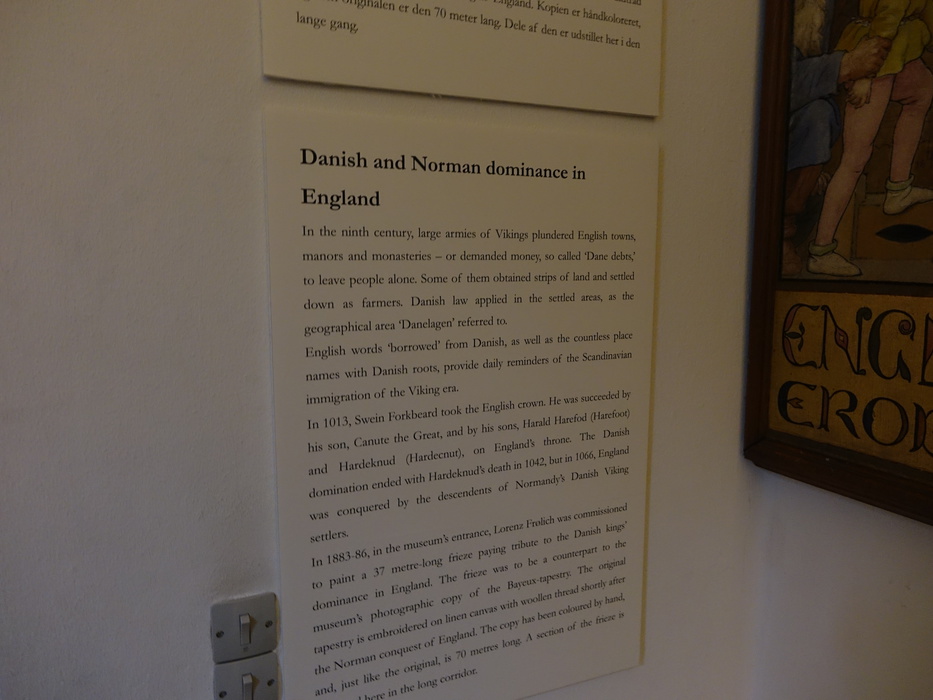 England. Kopien er håndkoloreret,
originalen er den 70 meter lang. Dele af den er udstillet her i den
lange gang.
Danish and Norman dominance in
England
In the ninth century, large armies of Vikings plundered English towns,
manors and monasteries – or demanded money, so called ‘Dane debts,’
to leave people alone. Some of them obtained strips of land and settled
down as farmers. Danish law applied in the settled areas, as the
geographical area ‘Danelagen’ referred to.
English words ‘borrowed’ from Danish, as well as the countless place
names with Danish roots, provide daily reminders of the Scandinavian
immigration of the Viking era.
In 1013, Swein Forkbeard took the English crown. He was succeeded by
his son, Canute the Great, and by his sons, Harald Harefod (Harefoot)
and Hardeknud (Hardecnut), on England’s throne. The Danish
domination ended with Hardeknud’s death in 1042, but in 1066, England
was conquered by the descendents of Normandy’s Danish Viking
settlers.
In 1883-86, in the museum’s entrance, Lorenz Frølich was commissioned
to paint a 37 metre-long frieze paying tribute to the Danish kings’
dominance in England. The frieze was to be a counterpart to the
museum’s photographic copy of the Bayeux-tapestry. The original
tapestry is embroidered on linen canvas with woollen thread shortly after
the Norman conquest of England. The copy has been coloured by hand,
and, just like the original, is 70 metres long. A section of the frieze is
here in the long corridor.
ENGL
EROB